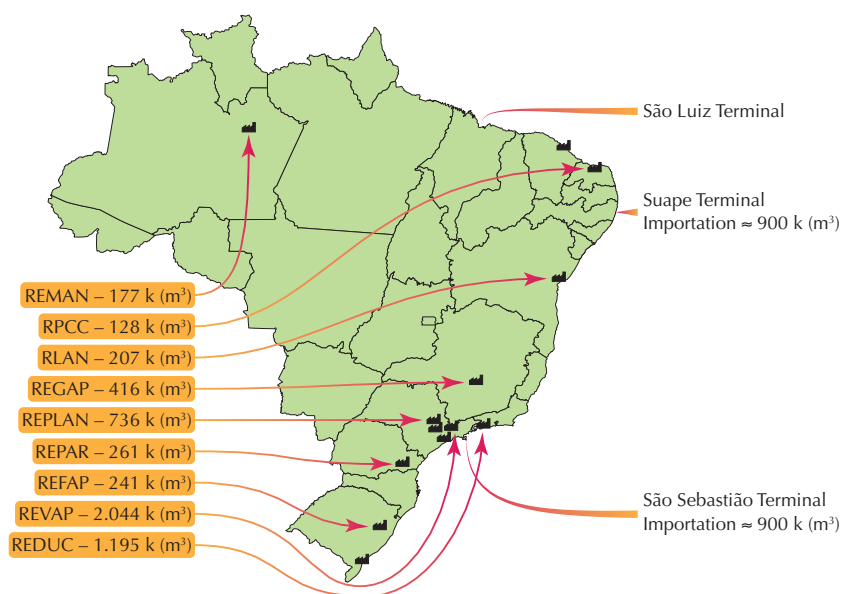 São Luiz Terminal
Suape Terminal
Importation ≈ 900 k (m³)
REMAN – 177 k (m³)
RPCC – 128 k (m³)
RLAN – 207 k (m³)
REGAP – 416 k (m³)
REPLAN – 736 k (m³)
REPAR – 261 k (m³)
REFAP – 241 k (m³)
REVAP – 2.044 k (m³)
REDUC – 1.195 k (m³)
São Sebastião Terminal
Importation ≈ 900 k (m³)